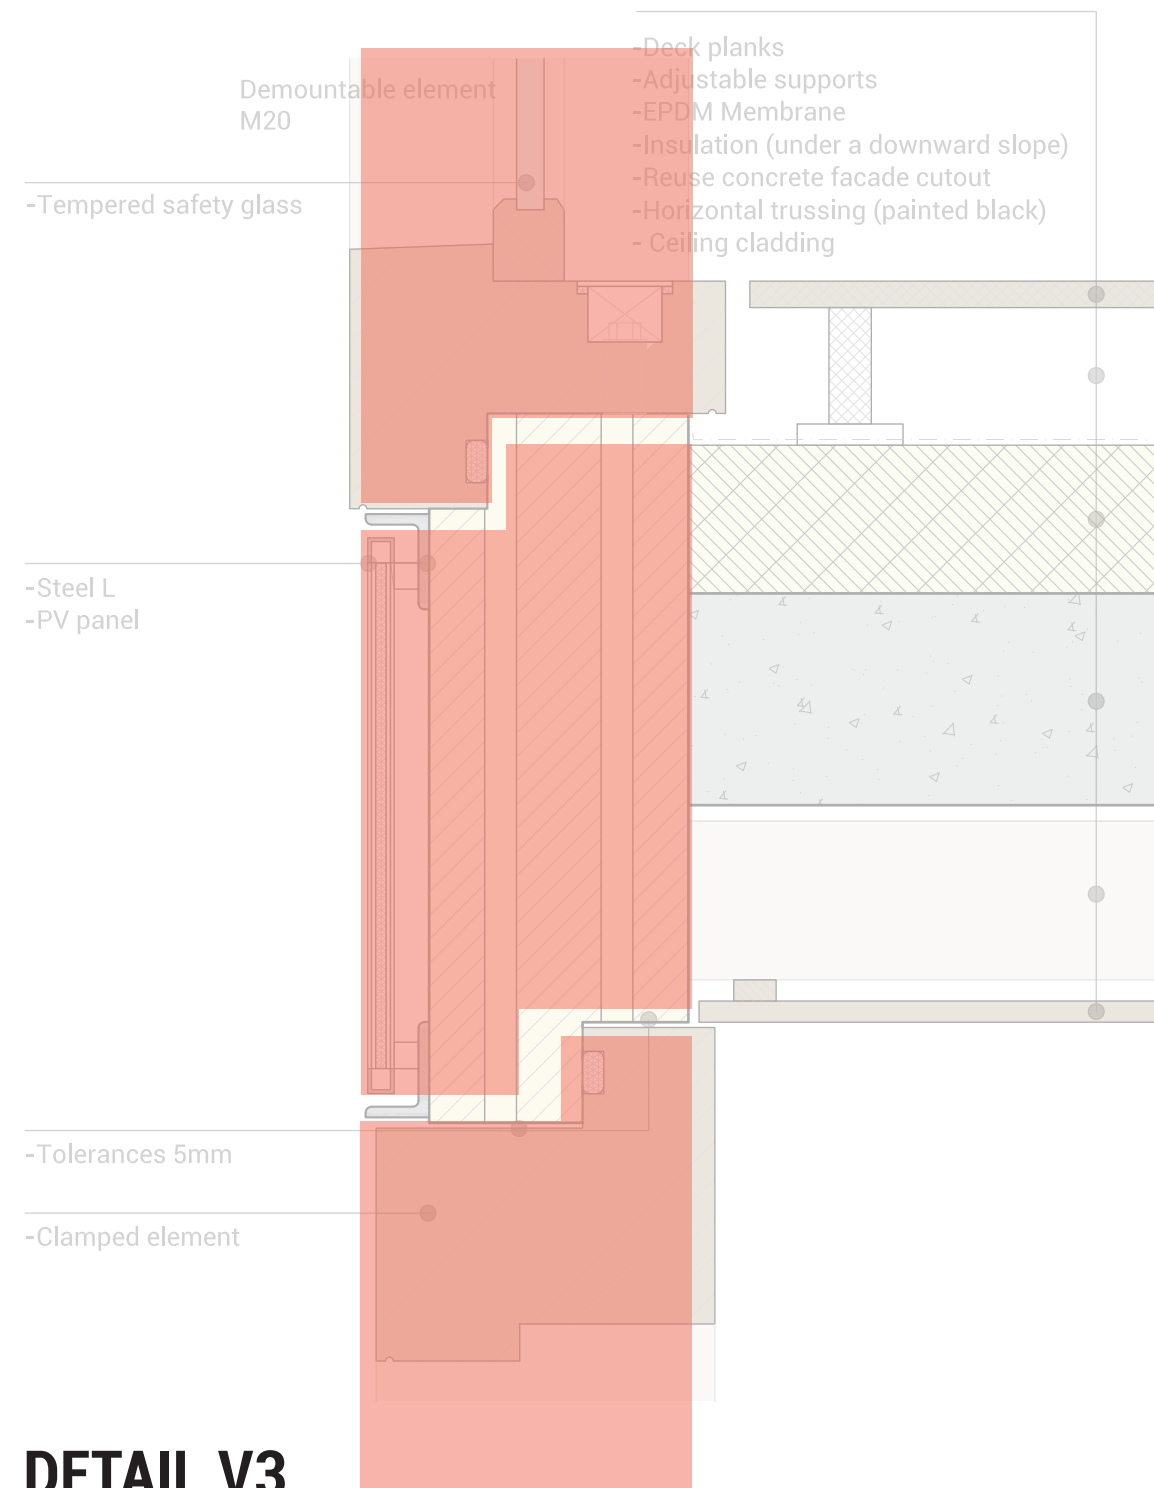 -Deck planks
-Adjustable supports
-EPDM Membrane
-Insulation (under a downward slope)
-Reuse concrete facade cutout
-Horizontal trussing (painted black)
- Ceiling cladding
Demountable element
M20
-Tempered safety glass
-Steel L
-PV panel
-Tolerances 5mm
-Clamped element
DETAIL V3